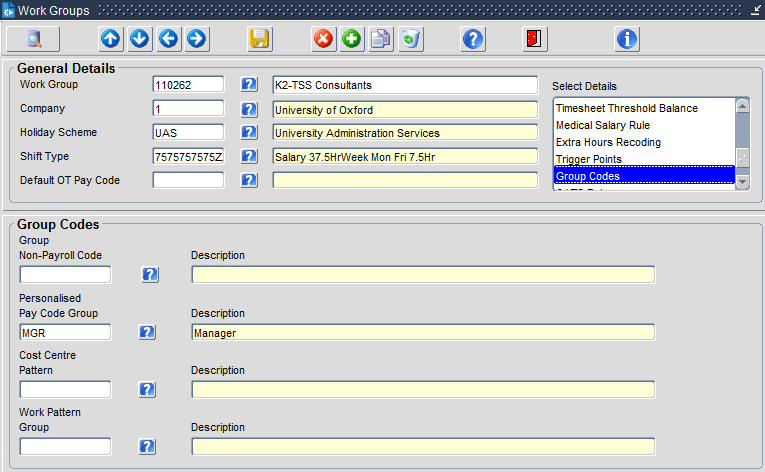 Work Groups
General Details
Work Group 110262 K2-TSS Consultants
Company 1 University of Oxford
Holiday Scheme UAS University Administration Services
Shift Type 7575757575Z Salary 37.5HrWeek Mon Fri 7.5Hr
Default OT Pay Code
Select Details
Timesheet Threshold Balance
Medical Salary Rule
Extra Hours Recoding
Trigger Points
Group Codes
Group Codes
Group
Non-Payroll Code Description
Personalised
Pay Code Group Description
MGR Manager
Cost Centre
Pattern Description
Work Pattern
Group Description